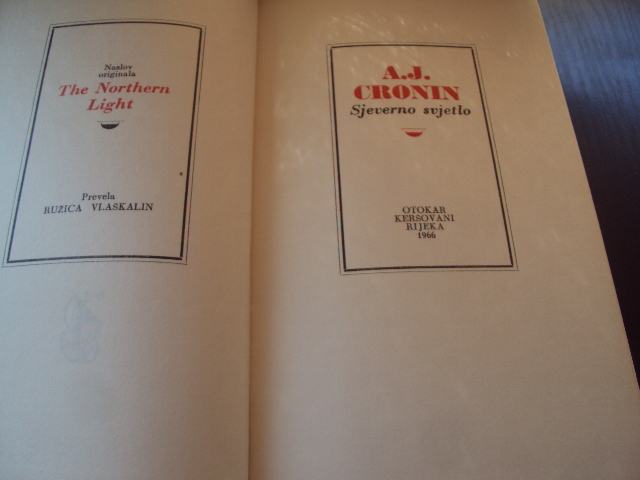 Naslov
originala
The Northern
Light
Prevela
RUŽICA VLASKALIN
A.J.
CRONIN
Sjeverno svjetlo
OTOKAR
KERSOVANI
RIJEKA
1966